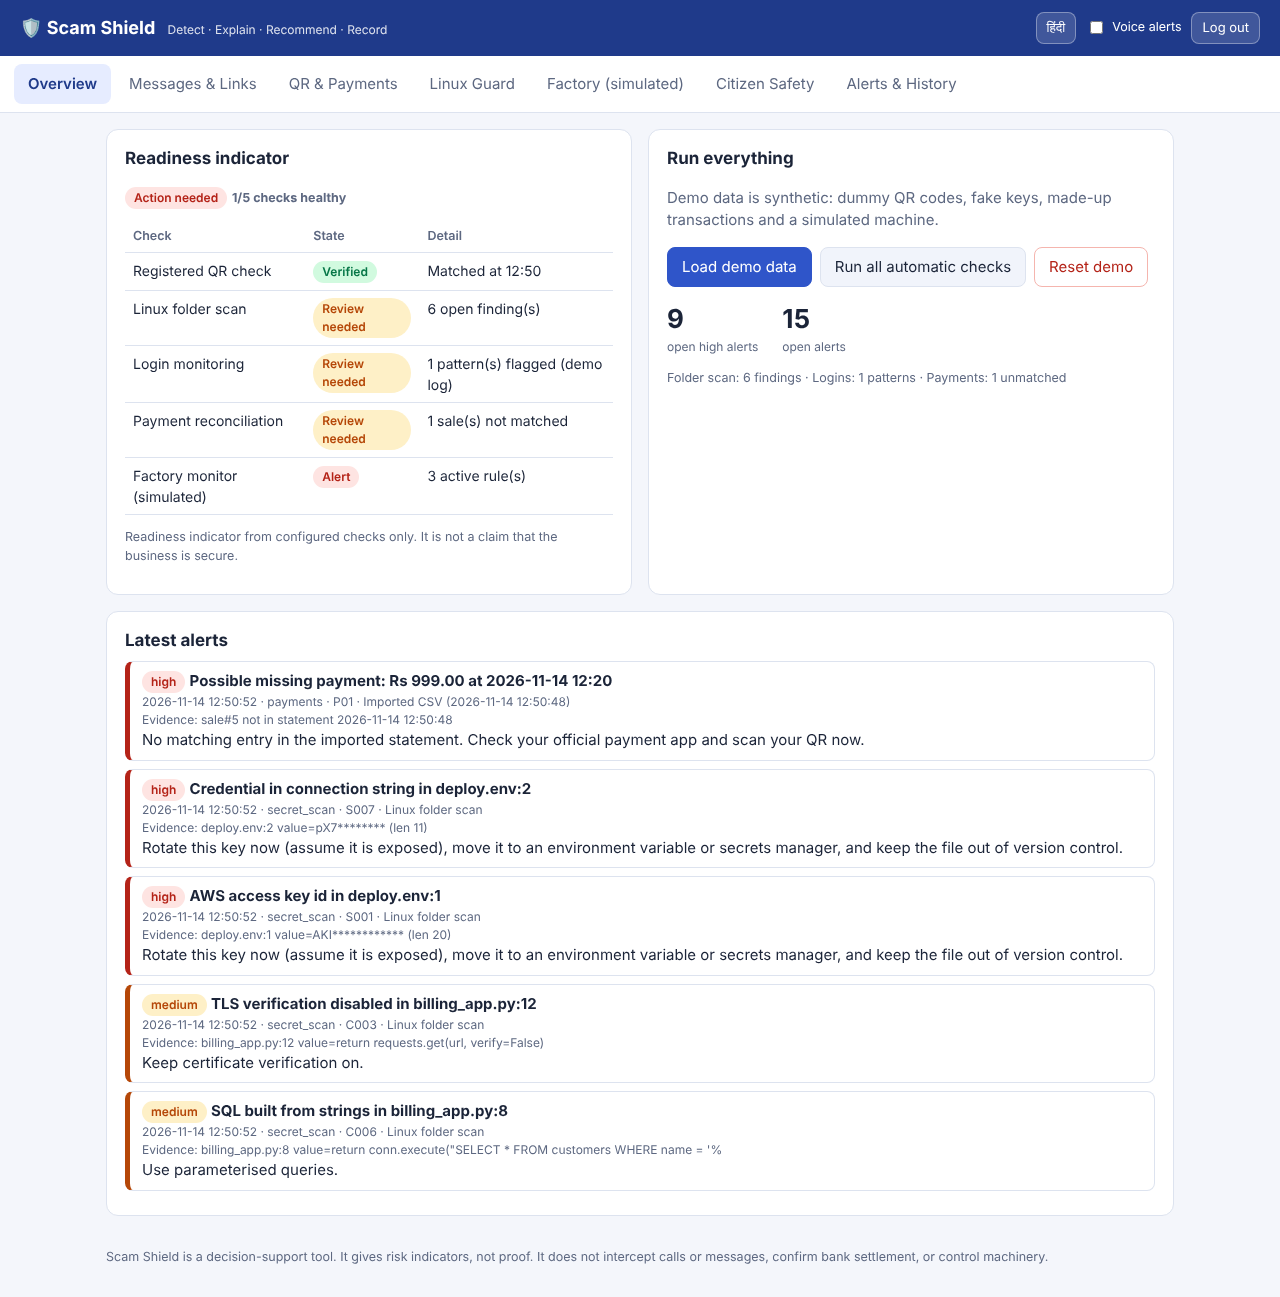 Scam Shield Detect · Explain · Recommend · Record
हिंदी Voice alerts Log out
Overview Messages & Links QR & Payments Linux Guard Factory (simulated) Citizen Safety Alerts & History
Readiness indicator
Action needed 1/5 checks healthy
Check State Detail
Registered QR check Verified Matched at 12:50
Linux folder scan Review needed 6 open finding(s)
Login monitoring Review needed 1 pattern(s) flagged (demo log)
Payment reconciliation Review needed 1 sale(s) not matched
Factory monitor (simulated) Alert 3 active rule(s)
Readiness indicator from configured checks only. It is not a claim that the
business is secure.
Run everything
Demo data is synthetic: dummy QR codes, fake keys, made-up
transactions and a simulated machine.
Load demo data Run all automatic checks Reset demo
9 15
open high alerts open alerts
Folder scan: 6 findings · Logins: 1 patterns · Payments: 1 unmatched
Latest alerts
high Possible missing payment: Rs 999.00 at 2026-11-14 12:20
2026-11-14 12:50:52 · payments · P01 · Imported CSV (2026-11-14 12:50:48)
Evidence: sale#5 not in statement 2026-11-14 12:50:48
No matching entry in the imported statement. Check your official payment app and scan your QR now.
high Credential in connection string in deploy.env:2
2026-11-14 12:50:52 · secret_scan · S007 · Linux folder scan
Evidence: deploy.env:2 value=pX7******** (len 11)
Rotate this key now (assume it is exposed), move it to an environment variable or secrets manager, and keep the file out of version control.
high AWS access key id in deploy.env:1
2026-11-14 12:50:52 · secret_scan · S001 · Linux folder scan
Evidence: deploy.env:1 value=AKI************ (len 20)
Rotate this key now (assume it is exposed), move it to an environment variable or secrets manager, and keep the file out of version control.
medium TLS verification disabled in billing_app.py:12
2026-11-14 12:50:52 · secret_scan · C003 · Linux folder scan
Evidence: billing_app.py:12 value=return requests.get(url, verify=False)
Keep certificate verification on.
medium SQL built from strings in billing_app.py:8
2026-11-14 12:50:52 · secret_scan · C006 · Linux folder scan
Evidence: billing_app.py:8 value=return conn.execute("SELECT * FROM customers WHERE name = '%
Use parameterised queries.
Scam Shield is a decision-support tool. It gives risk indicators, not proof. It does not intercept calls or messages, confirm bank settlement, or control machinery.